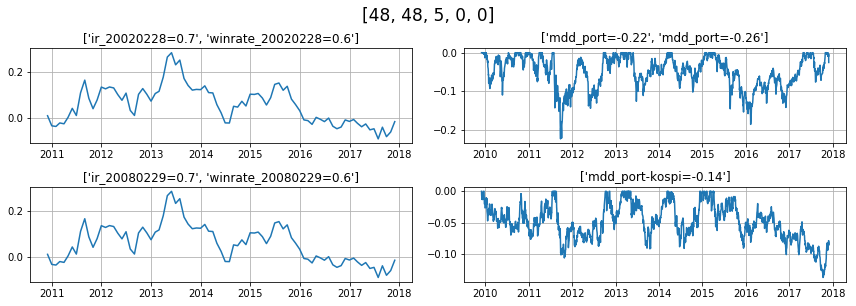 [48, 48, 5, 0, 0]
['ir_20020228=0.7', 'winrate_20020228=0.6']
0.2
0.0
2011 2012 2013 2014 2015 2016 2017 2018
['mdd_port=-0.22', 'mdd_port=-0.26']
0.0
−0.1
−0.2
2010 2011 2012 2013 2014 2015 2016 2017 2018
['ir_20080229=0.7', 'winrate_20080229=0.6']
0.2
0.0
2011 2012 2013 2014 2015 2016 2017 2018
['mdd_port-kospi=-0.14']
0.00
−0.05
−0.10
2010 2011 2012 2013 2014 2015 2016 2017 2018